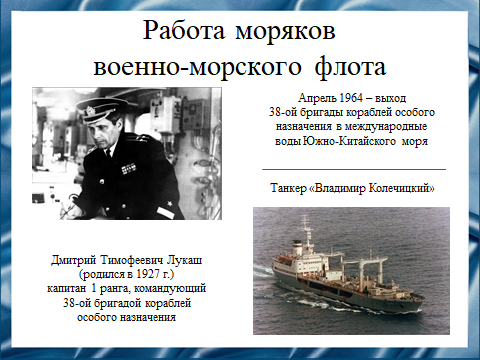 Работа моряков
военно-морского флота
Апрель 1964 – выход
38-ой бригады кораблей особого
назначения в международные
воды Южно-Китайского моря
Танкер «Владимир Колечицкий»
Дмитрий Тимофеевич Лукаш
(родился в 1927 г.)
капитан 1 ранга, командующий
38-ой бригадой кораблей
особого назначения